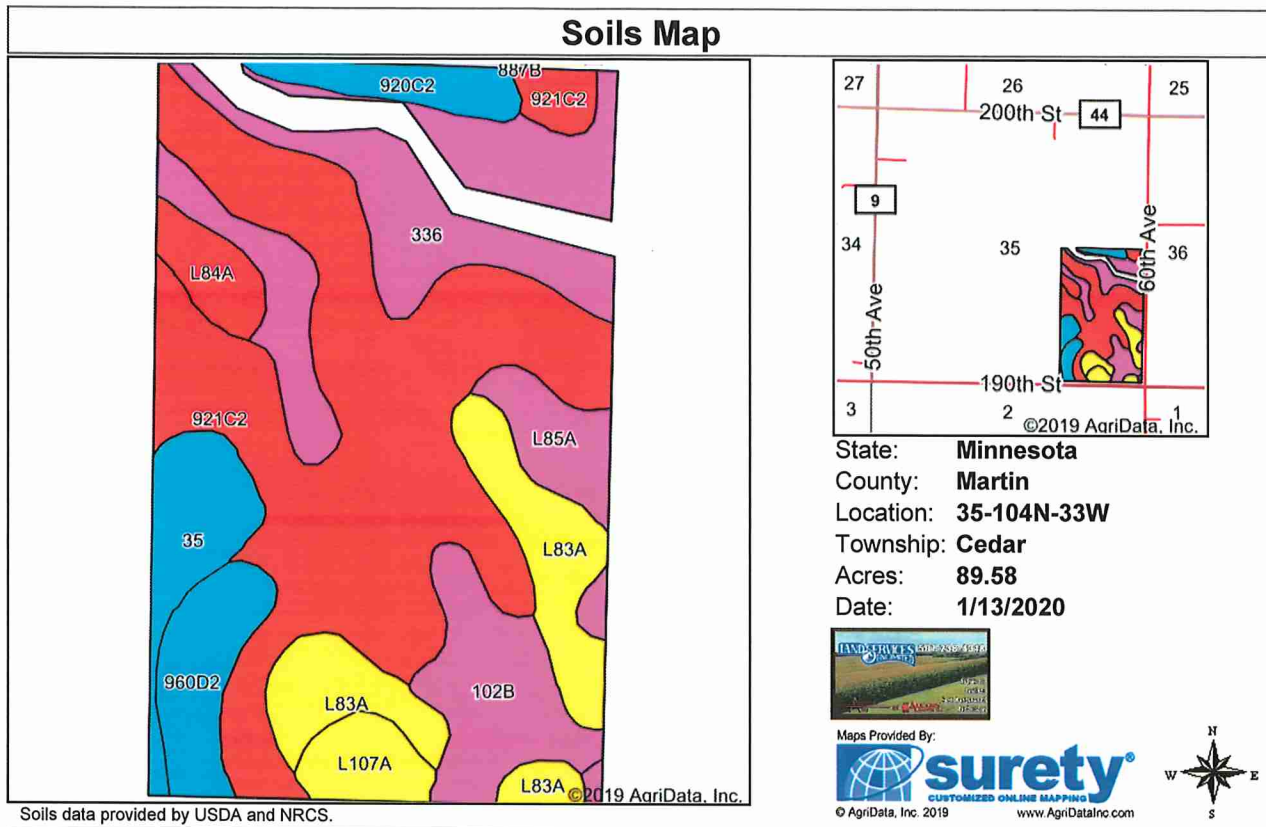 Soils Map
887B
920C2
921C2
336
L84A
921C2
L85A
35
L83A
960D2
102B
L83A
L107A
L83A
©2019 AgriData, Inc.
Soils data provided by USDA and NRCS.
27
26
25
200th St
44
9
34
35
36
60th Ave
50th Ave
190th St
3
2
1
©2019 AgriData, Inc.
State: Minnesota
County: Martin
Location: 35-104N-33W
Township: Cedar
Acres: 89.58
Date: 1/13/2020
LAND SERVICES
UNLIMITED
Maps Provided By:
surety®
CUSTOMIZED ONLINE MAPPING
© AgriData, Inc. 2019
www.AgriDataInc.com
N
W
E
S